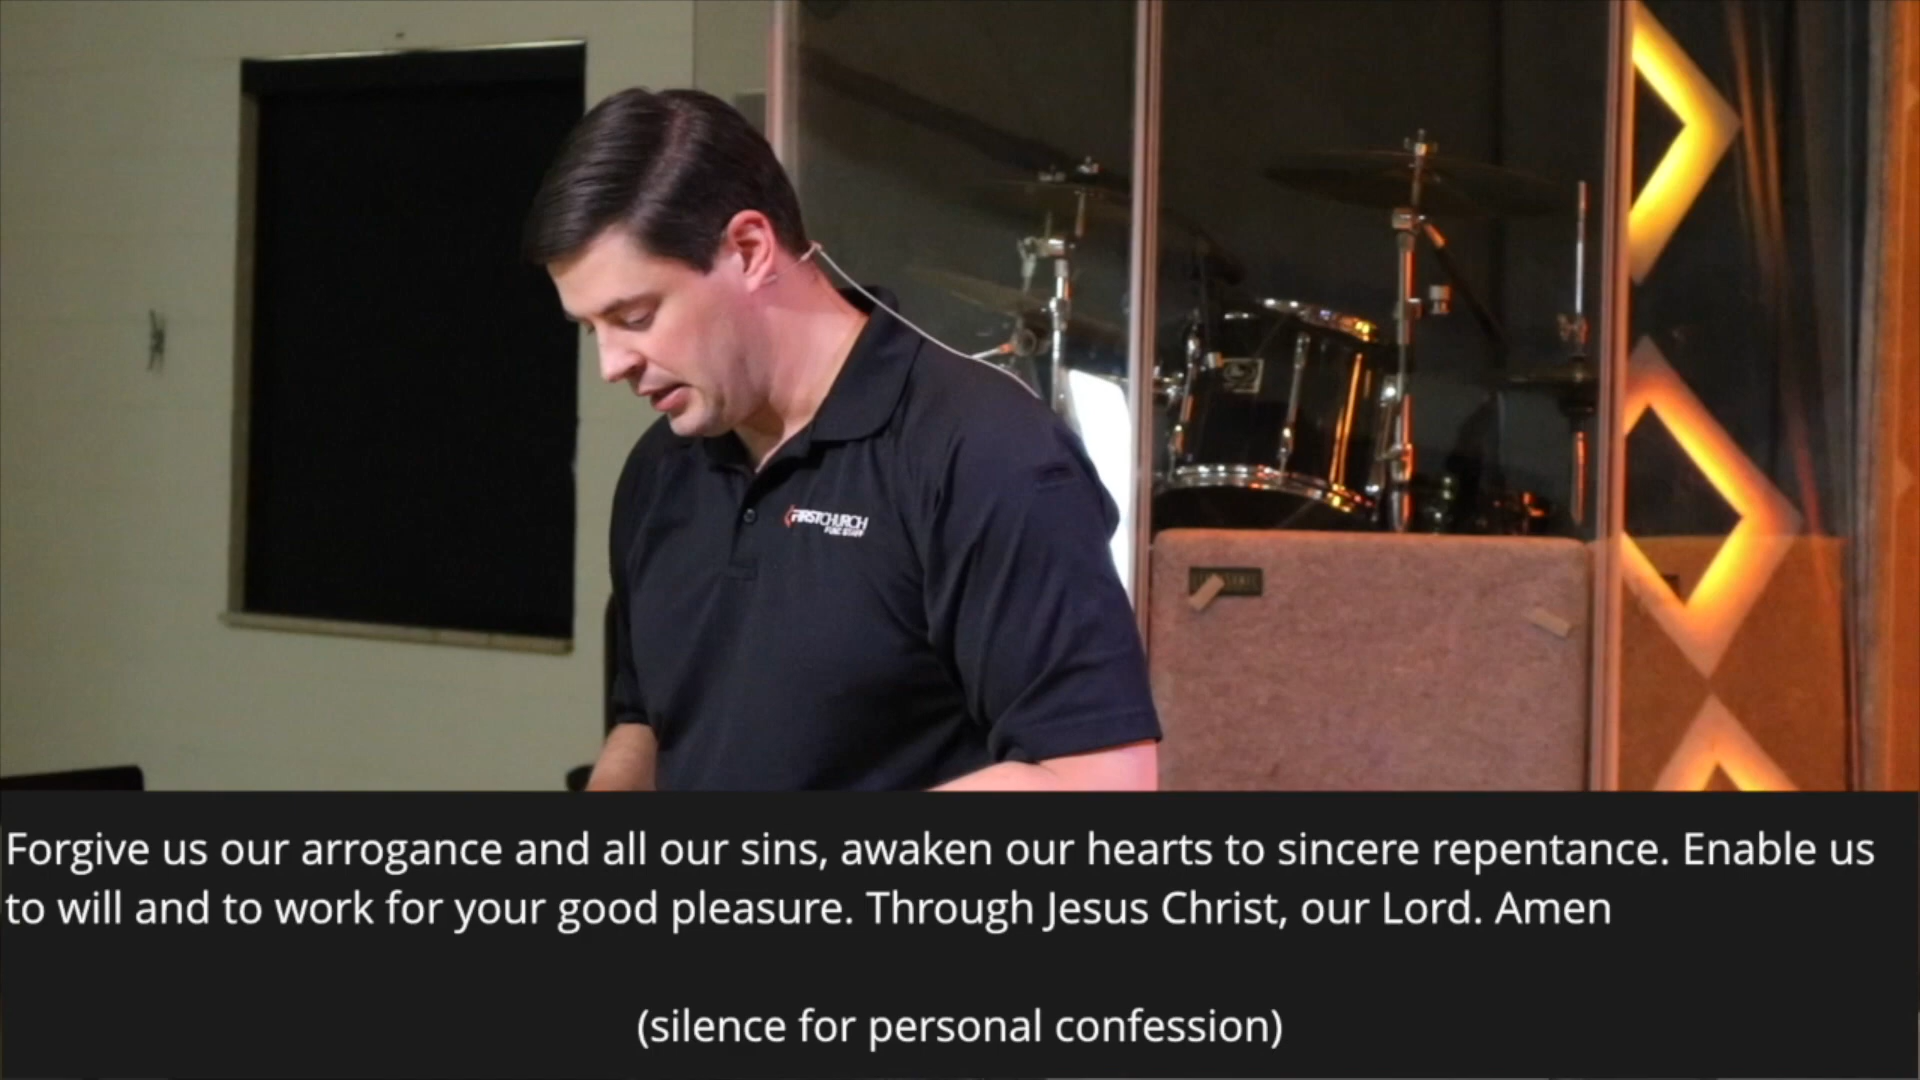 FIRSTCHURCH
Forgive us our arrogance and all our sins, awaken our hearts to sincere repentance. Enable us
to will and to work for your good pleasure. Through Jesus Christ, our Lord. Amen
(silence for personal confession)